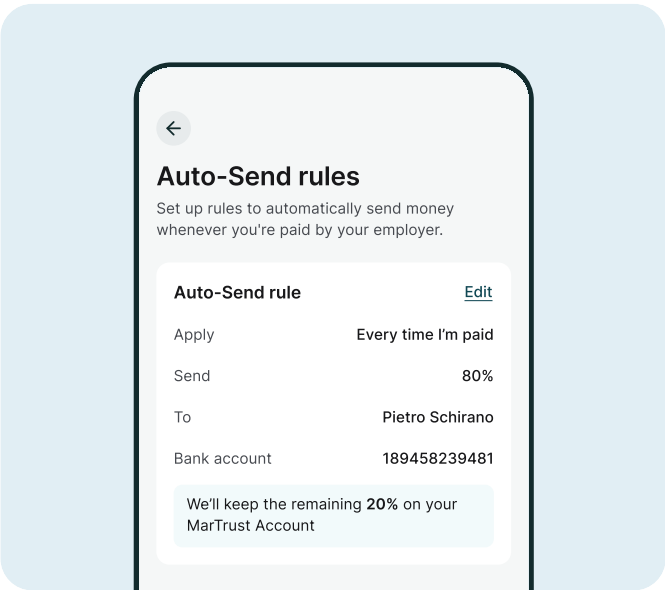 Auto-Send rules
Set up rules to automatically send money
whenever you're paid by your employer.
Auto-Send rule Edit
Apply Every time I’m paid
Send 80%
To Pietro Schirano
Bank account 189458239481
We’ll keep the remaining 20% on your
MarTrust Account